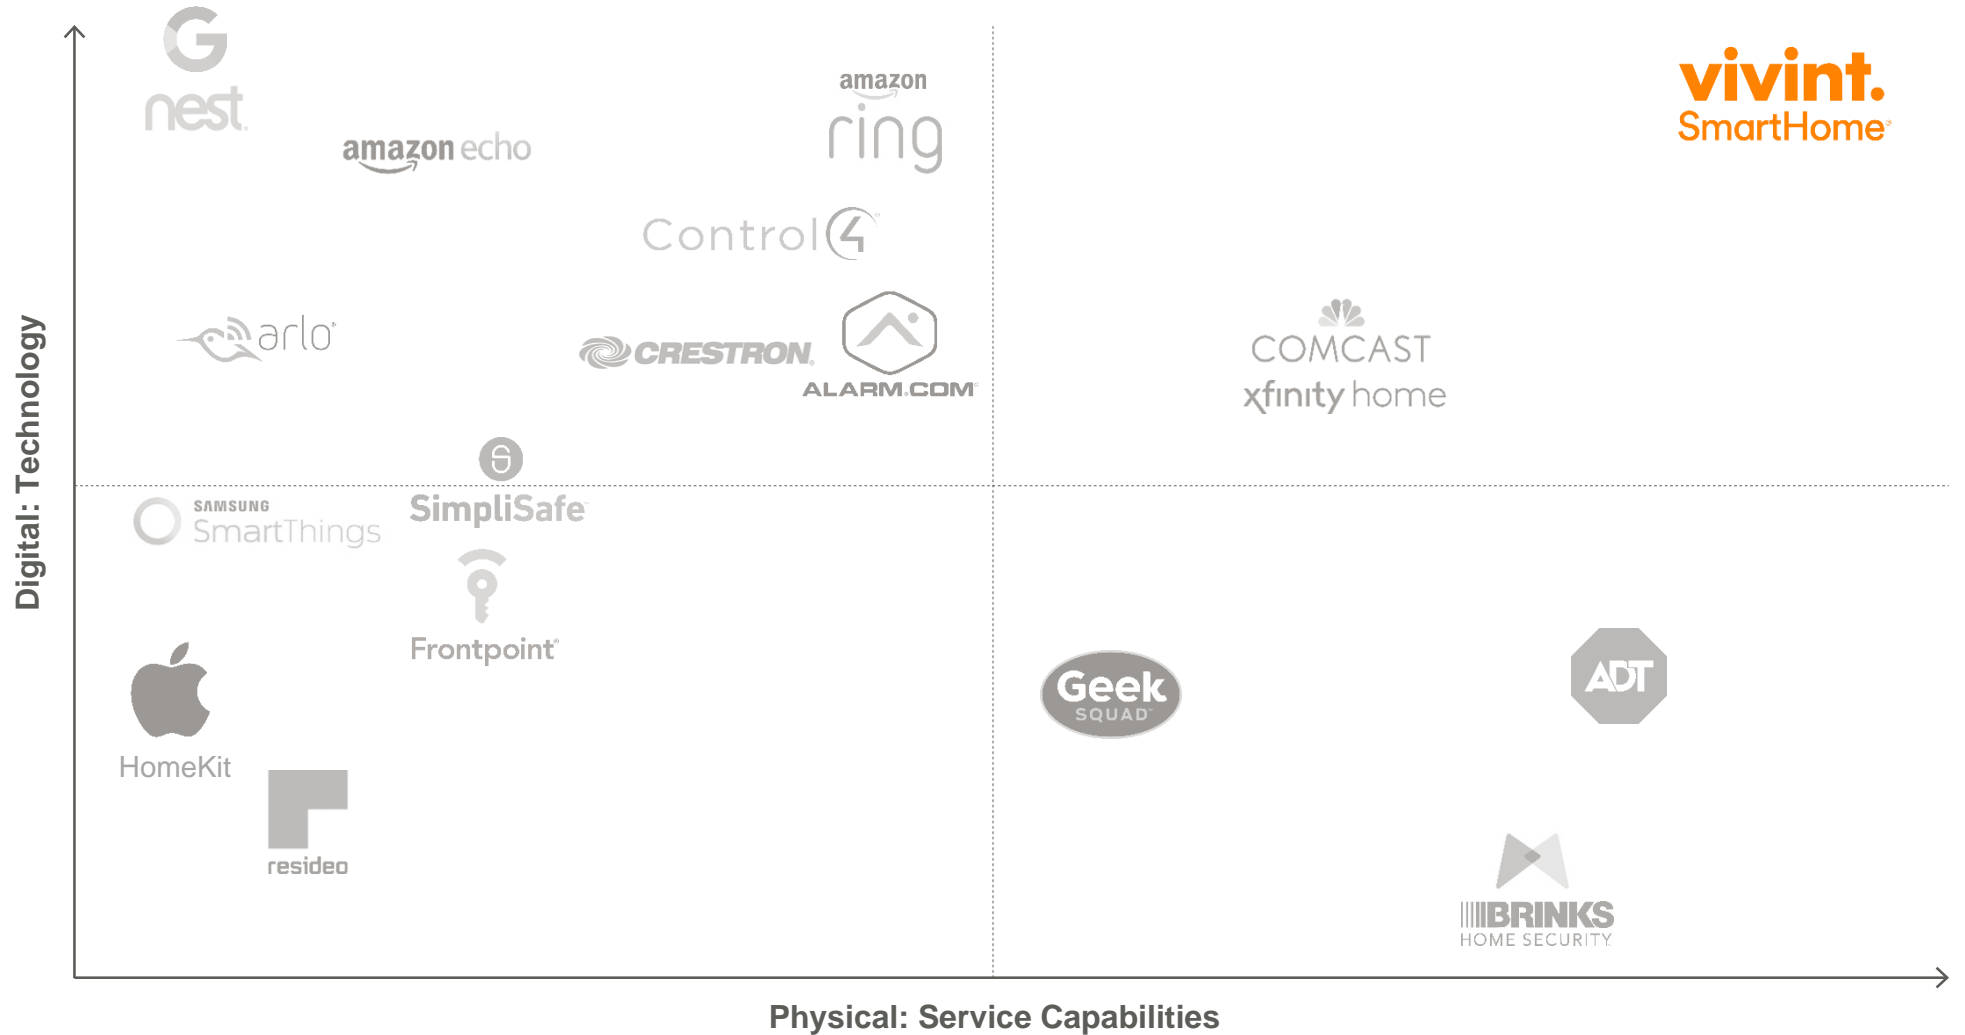 G
nest.
amazon
ring
vivint.
SmartHome
amazon echo
Control4
arlo
CRESTRON.
ALARM.COM
COMCAST
xfinity home
Digital: Technology
S
SimpliSafe
SAMSUNG
SmartThings
Frontpoint
HomeKit
Geek
SQUAD
ADT
resideo
BRINKS
HOME SECURITY
Physical: Service Capabilities